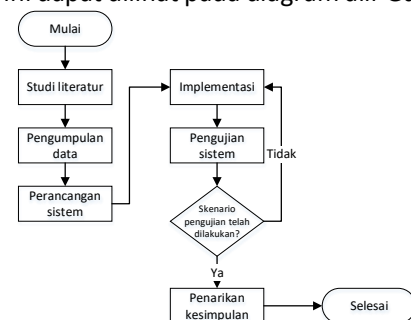 Mulai
Studi literatur
Pengumpulan
data
Perancangan
sistem
Implementasi
Pengujian
sistem
Tidak
Skenario
pengujian telah
dilakukan?
Ya
Penarikan
kesimpulan
Selesai